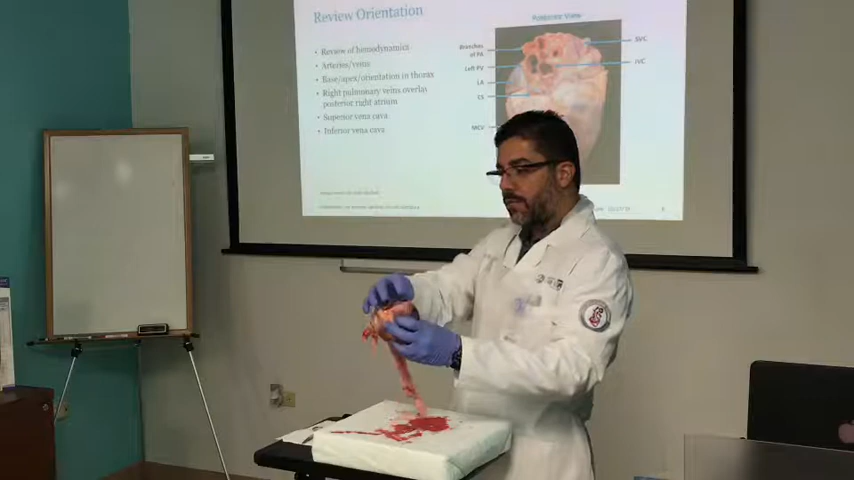 Review Orientation
• Review of hemodynamics
• Arteries/veins
• Base/apex/orientation in thorax
• Right pulmonary veins overlay
posterior right atrium
• Superior vena cava
• Inferior vena cava
Posterior View
Branches
of PA
Left PV
LA
CS
MCV
SVC
IVC